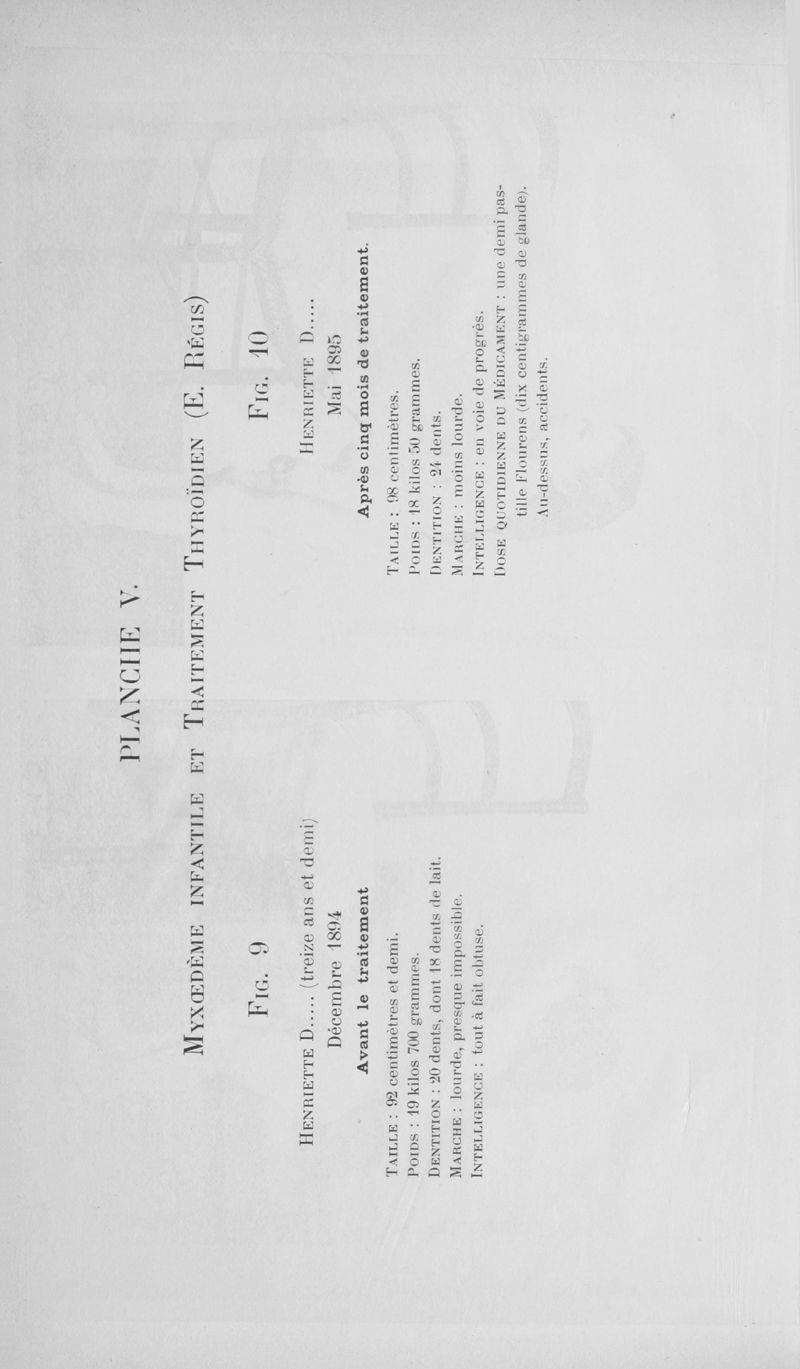 PLANCHE V.
MYXŒDÈME INFANTILE ET TRAITEMENT THYROÏDIEN (E. RÉGIS)
FIG. 9
HENRIETTE D..... (treize ans et demi)
Décembre 1894
Avant le traitement
TAILLE : 92 centimètres et demi.
POIDS : 19 kilos 700 grammes.
DENTITION : 20 dents, dont 18 dents de lait.
MARCHE : lourde, presque impossible.
INTELLIGENCE : tout à fait obtuse.
FIG. 10
HENRIETTE D.....
Mai 1895
Après cinq mois de traitement.
TAILLE : 98 centimètres.
POIDS : 18 kilos 50 grammes.
DENTITION : 24 dents.
MARCHE : moins lourde.
INTELLIGENCE : en voie de progrès.
DOSE QUOTIDIENNE DU MÉDICAMENT : une demi pas-
tille Flourens (dix centigrammes de glande).
Au-dessus, accidents.